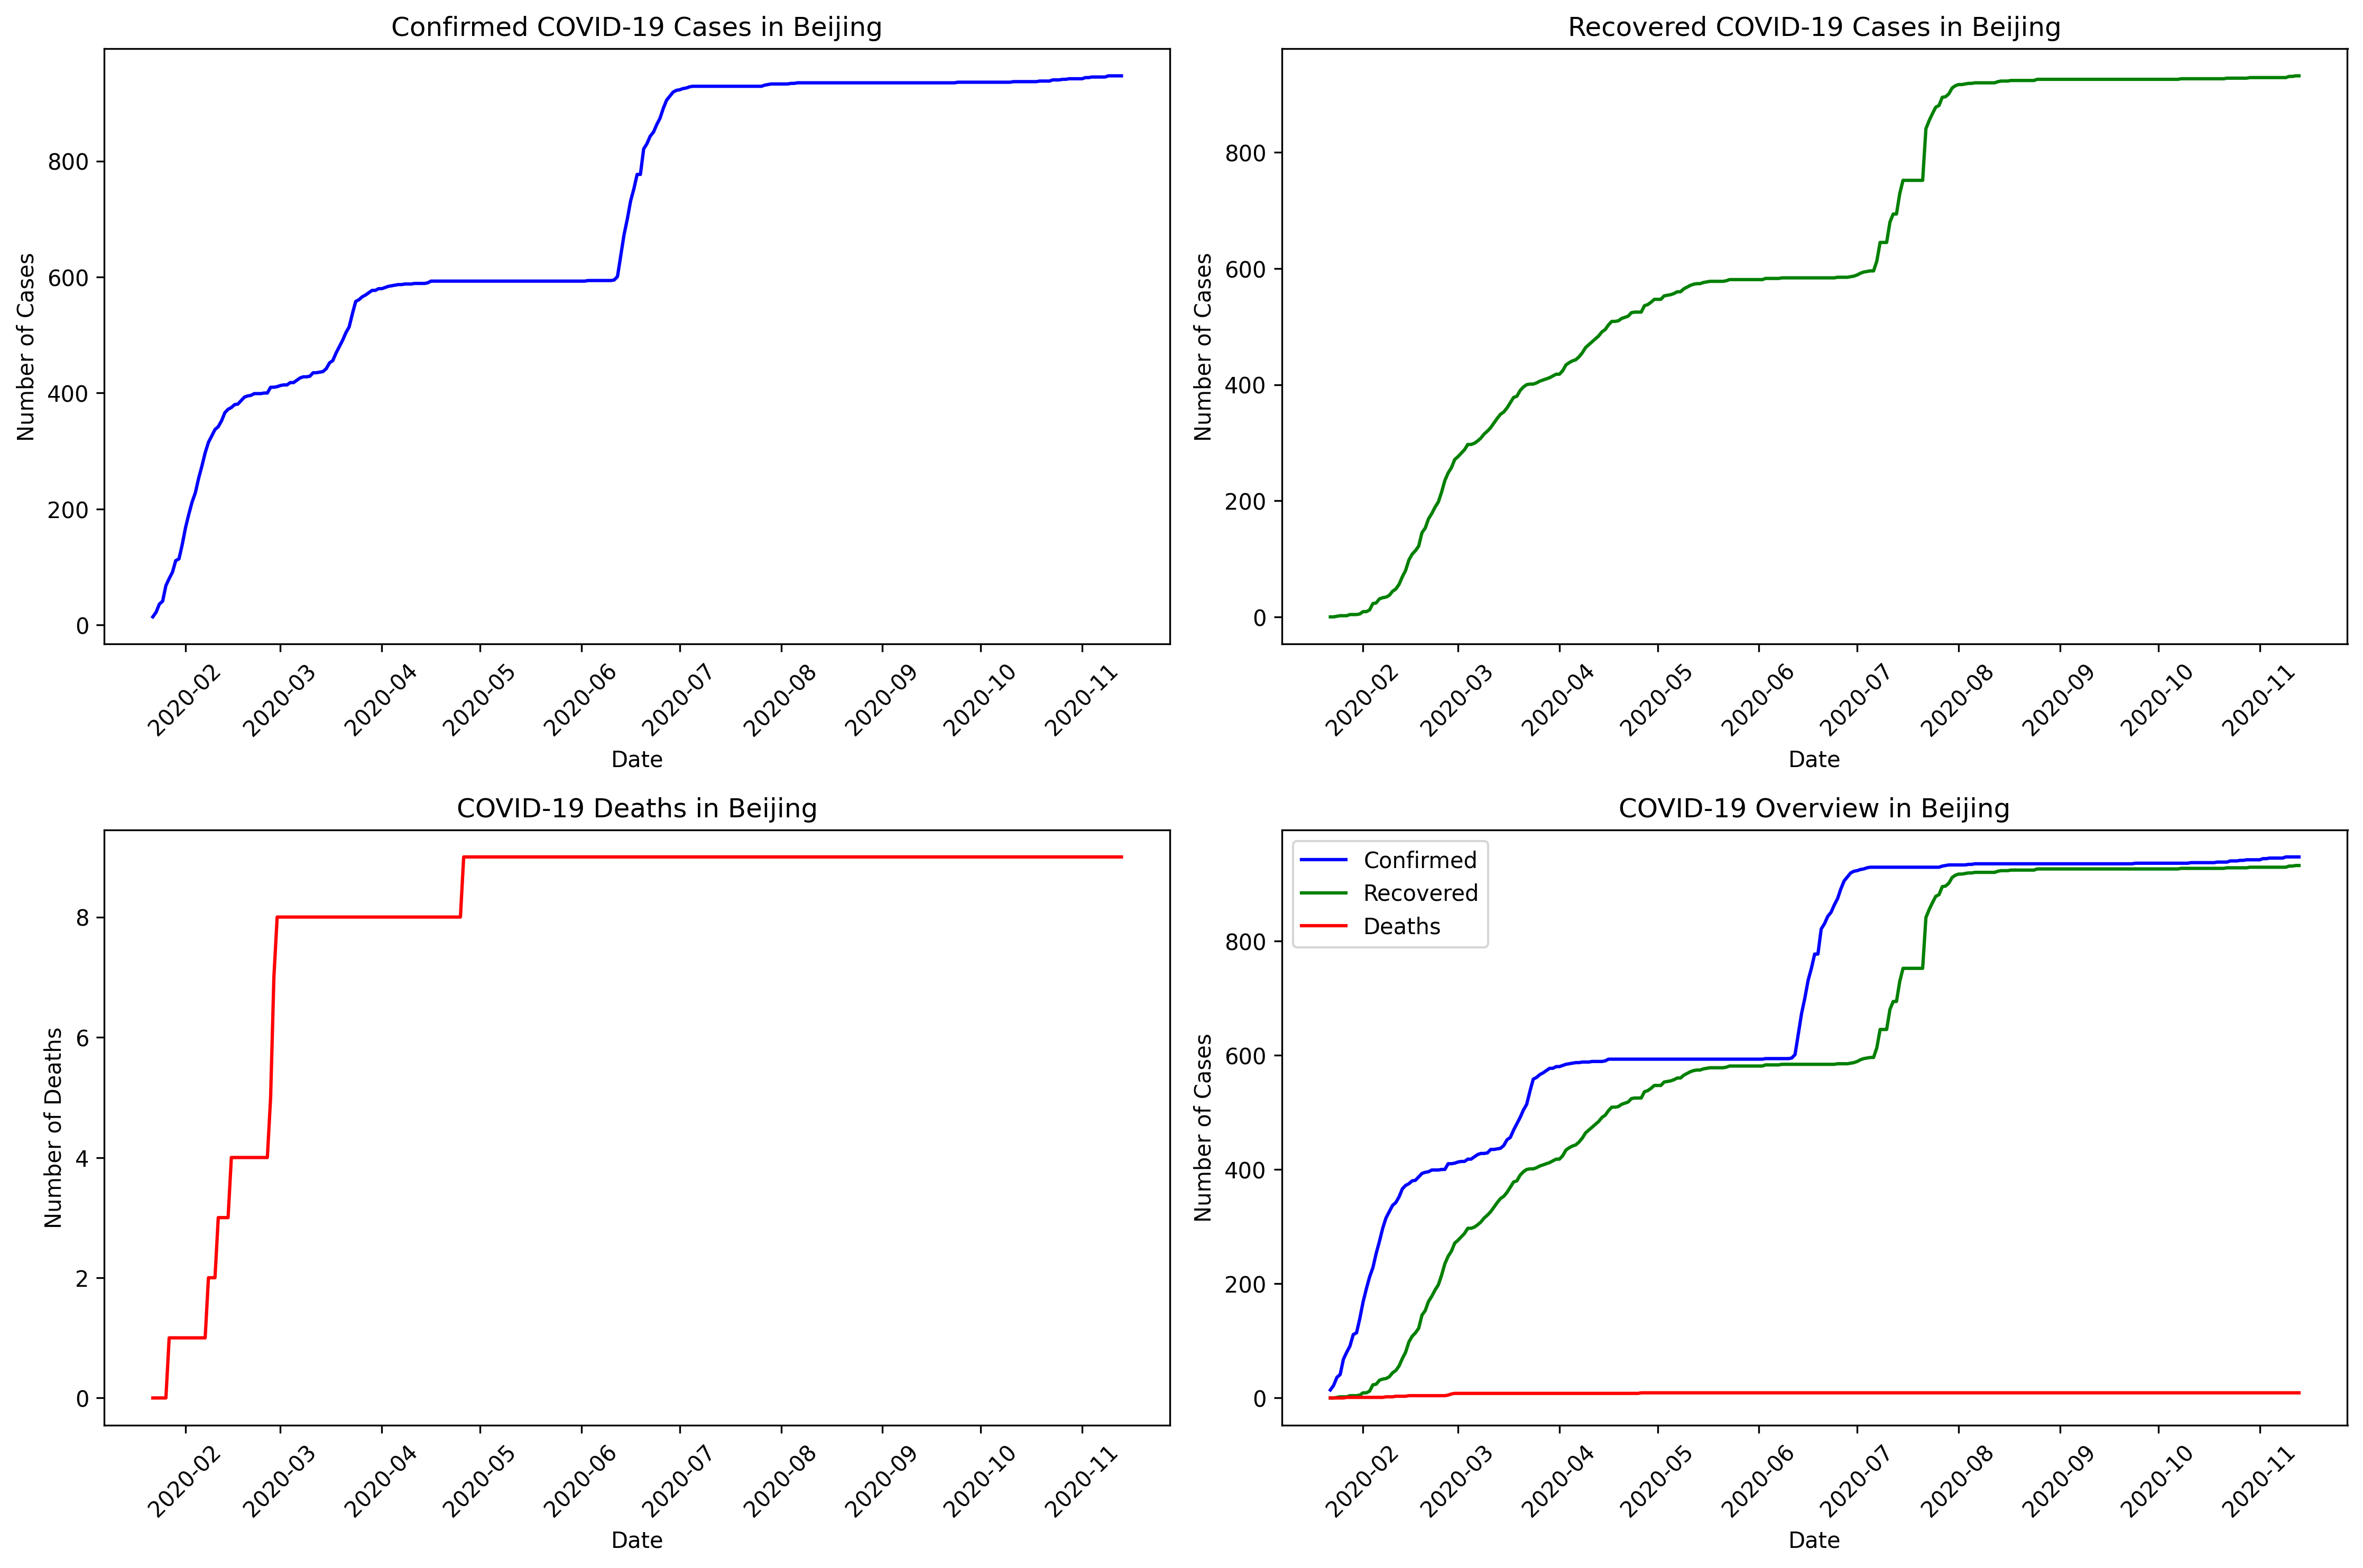 Confirmed COVID-19 Cases in Beijing
Number of Cases
800
600
400
200
0
2020-02 2020-03 2020-04 2020-05 2020-06 2020-07 2020-08 2020-09 2020-10 2020-11
Date
Recovered COVID-19 Cases in Beijing
Number of Cases
800
600
400
200
0
2020-02 2020-03 2020-04 2020-05 2020-06 2020-07 2020-08 2020-09 2020-10 2020-11
Date
COVID-19 Deaths in Beijing
Number of Deaths
8
6
4
2
0
2020-02 2020-03 2020-04 2020-05 2020-06 2020-07 2020-08 2020-09 2020-10 2020-11
Date
COVID-19 Overview in Beijing
Confirmed
Recovered
Deaths
Number of Cases
800
600
400
200
0
2020-02 2020-03 2020-04 2020-05 2020-06 2020-07 2020-08 2020-09 2020-10 2020-11
Date